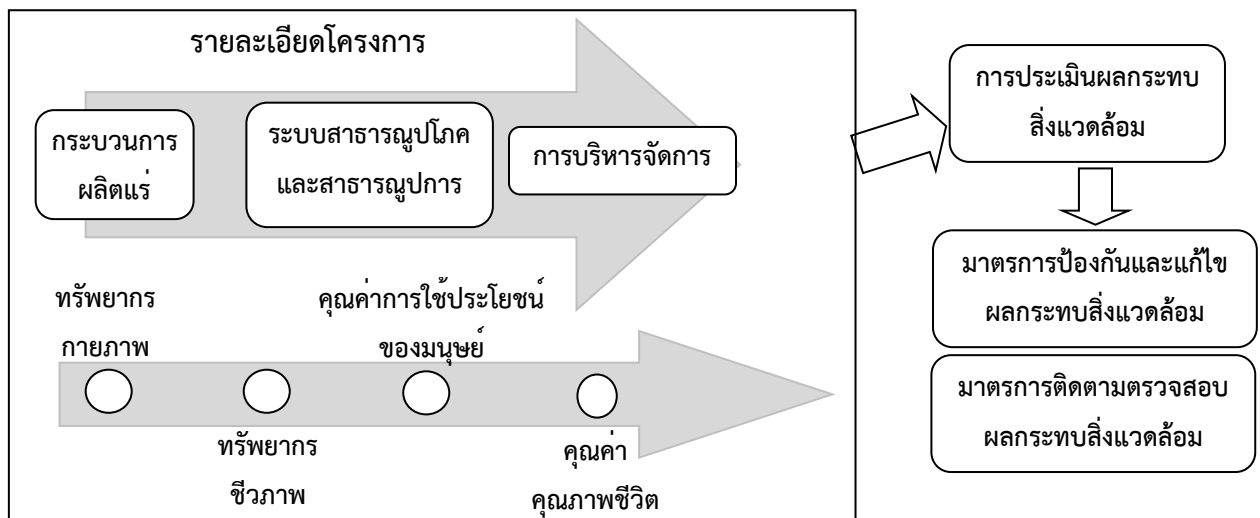 รายละเอียดโครงการ
กระบวนการ
ผลิตแร่
ระบบสาธารณูปโภค
และสาธารณูปการ
การบริหารจัดการ
ทรัพยากร
กายภาพ
คุณค่าการใช้ประโยชน์
ของมนุษย์
ทรัพยากร
ชีวภาพ
คุณค่า
คุณภาพชีวิต
การประเมินผลกระทบ
สิ่งแวดล้อม
มาตรการป้องกันและแก้ไข
ผลกระทบสิ่งแวดล้อม
มาตรการติดตามตรวจสอบ
ผลกระทบสิ่งแวดล้อม